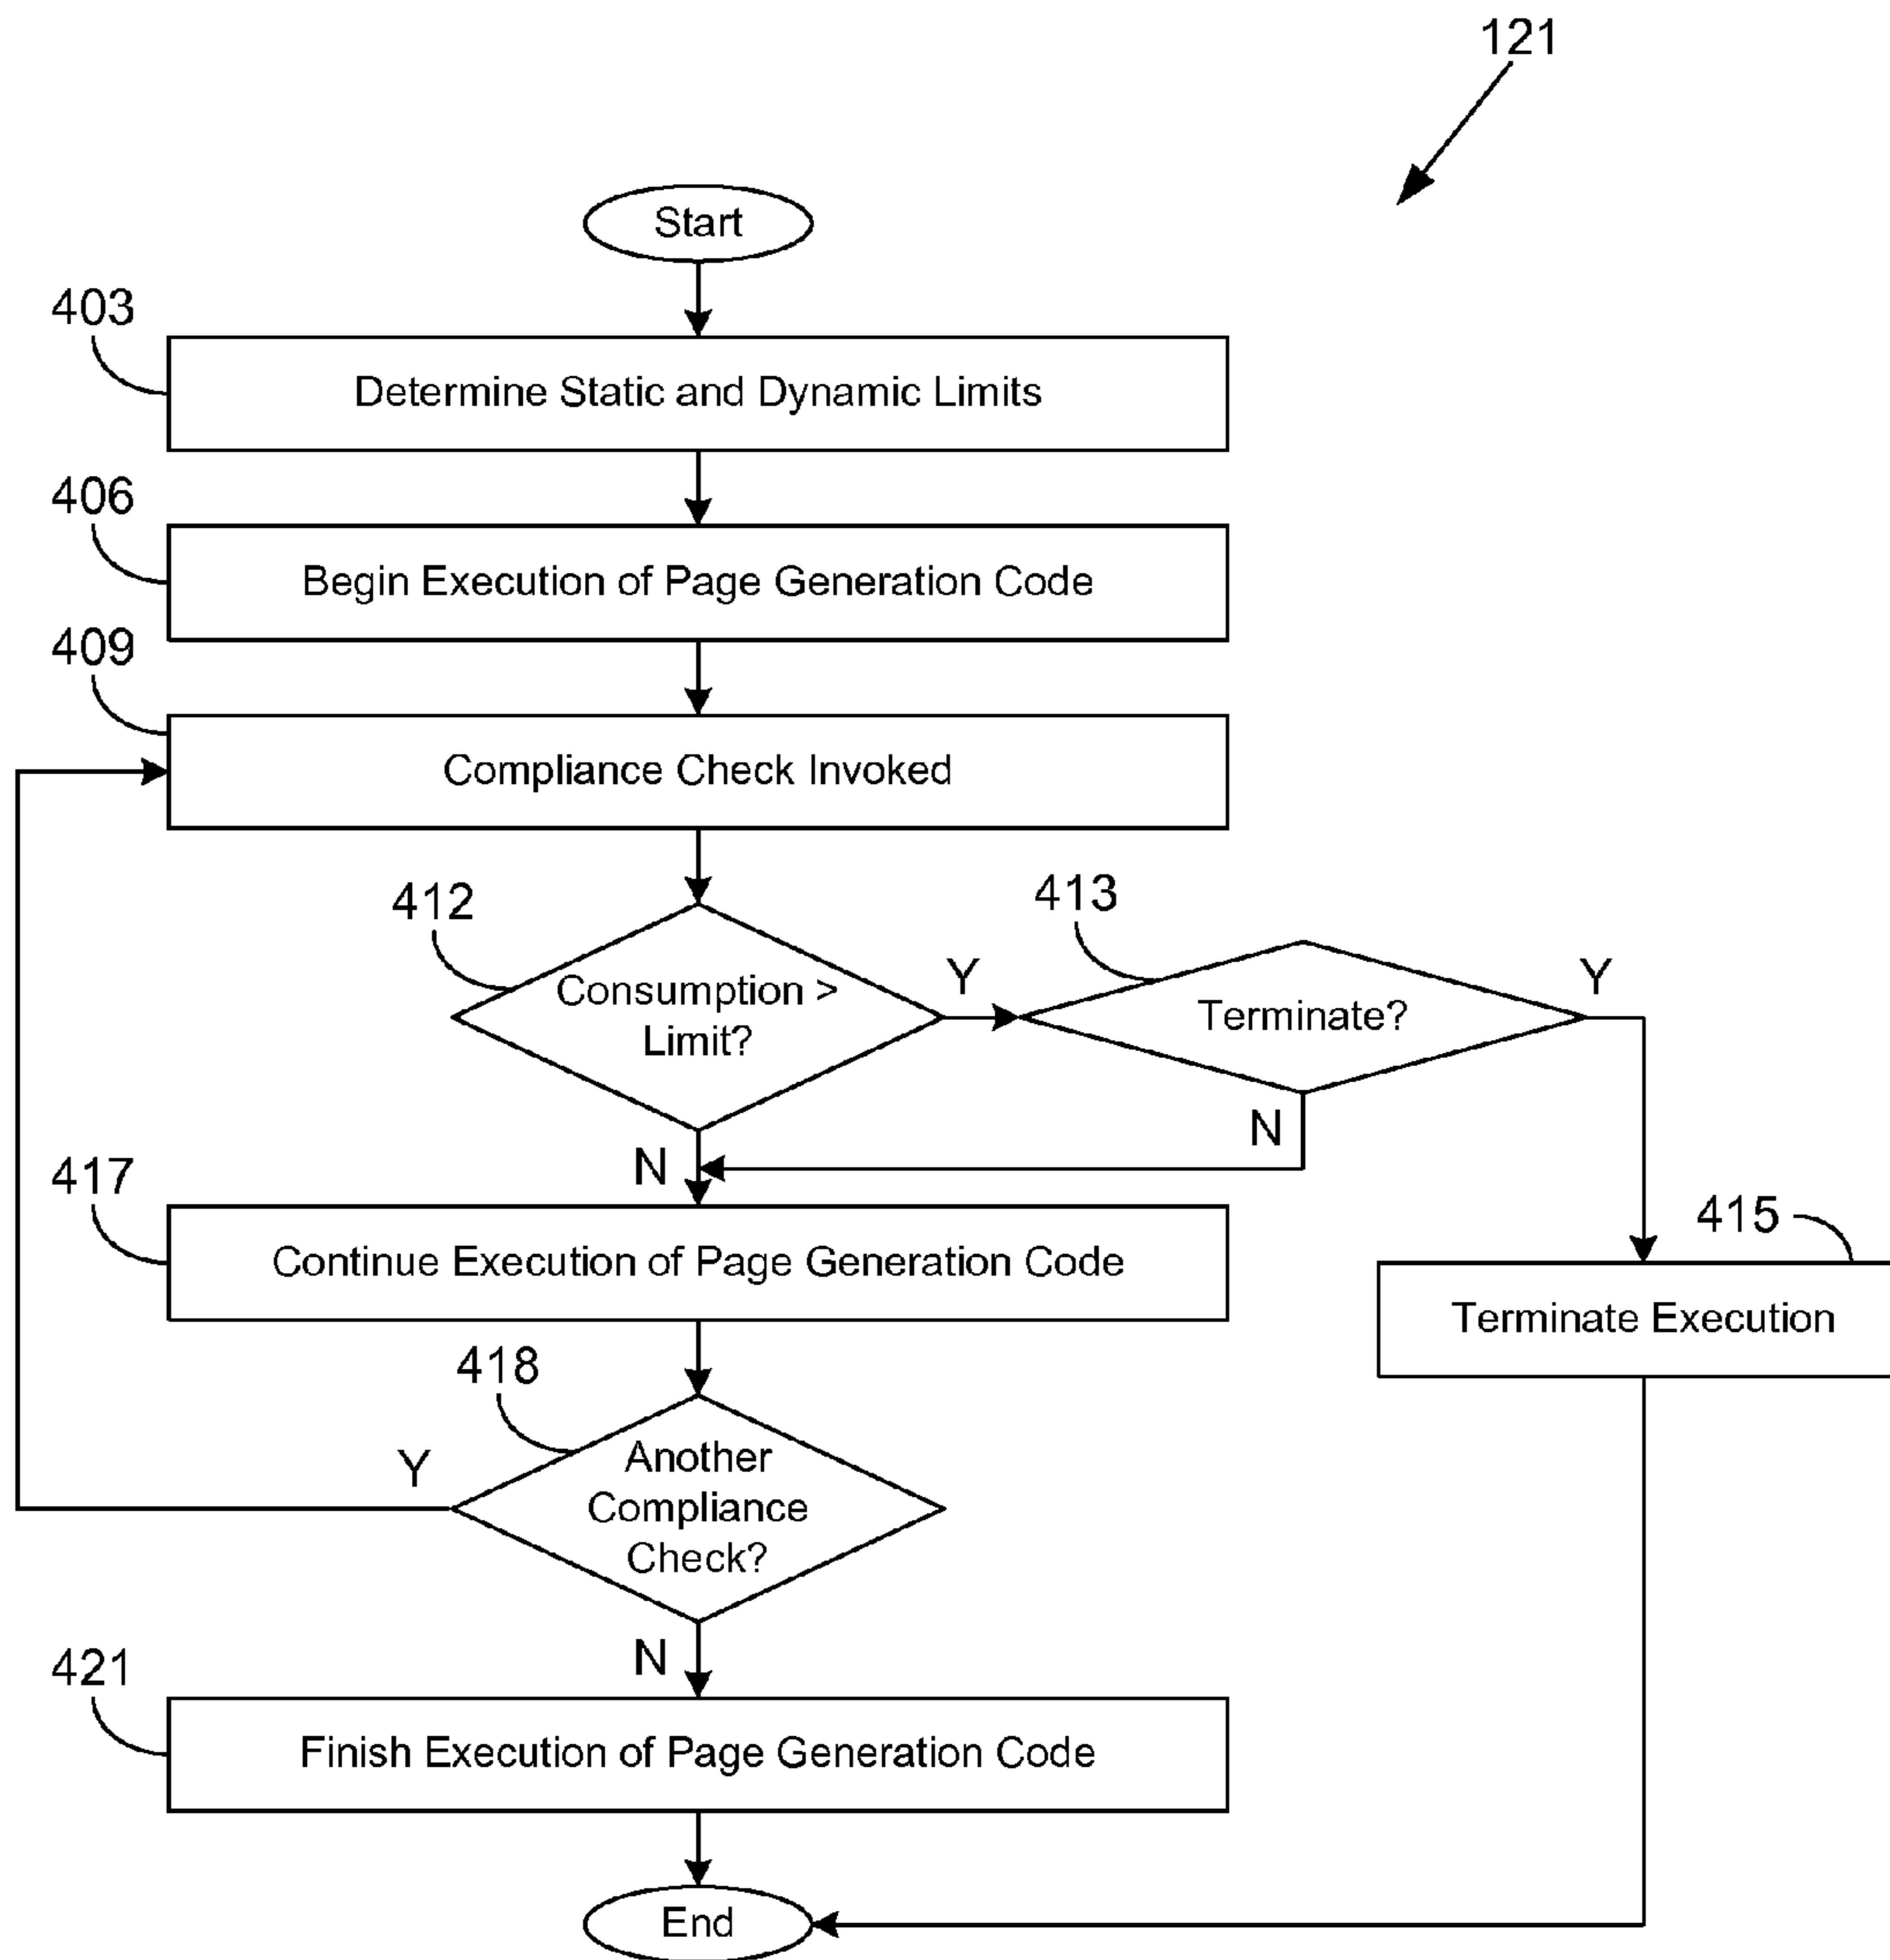 121
Start
403
Determine Static and Dynamic Limits
406
Begin Execution of Page Generation Code
409
Compliance Check Invoked
412
Consumption >
Limit?
Y
413
Terminate?
Y
N
N
417
Continue Execution of Page Generation Code
415
Terminate Execution
418
Another
Compliance
Check?
Y
N
421
Finish Execution of Page Generation Code
End